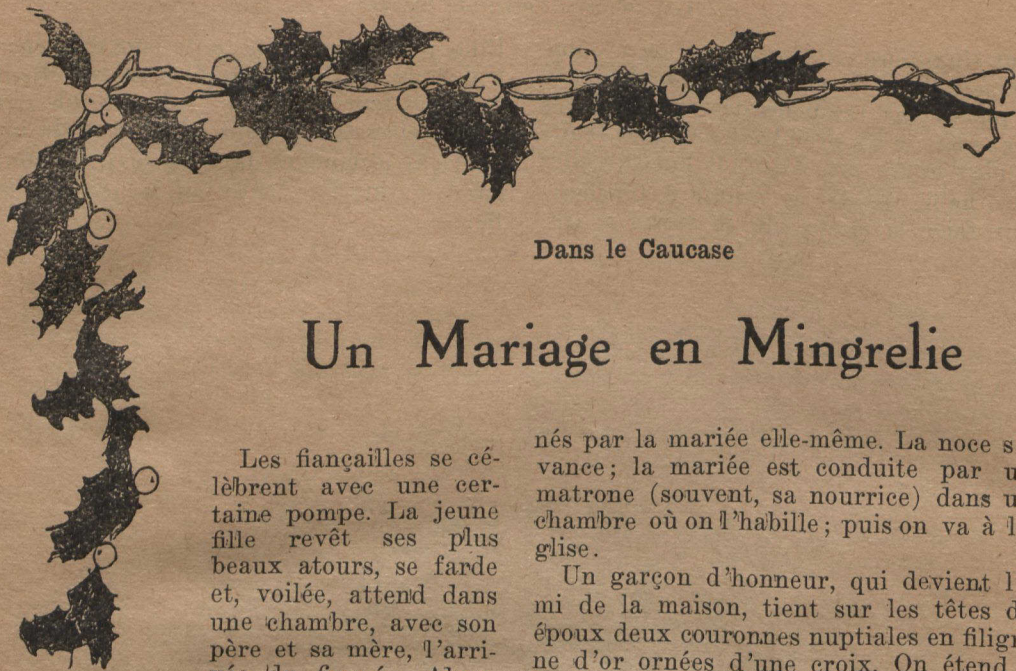 Dans le Caucase
Un Mariage en Mingrelie
Les fiançailles se cé-
lèbrent avec une cer-
taine pompe. La jeune
fille revêt ses plus
beaux atours, se farde
et, voilée, attend dans
une chambre, avec son
père et sa mère, l'arri-
nés par la mariée elle-même. La noce s
vance; la mariée est conduite par u
matrone (souvent, sa nourrice) dans u
chambre où on l'habille; puis on va à l
glise.
Un garçon d'honneur, qui devient l
mi de la maison, tient sur les têtes d
époux deux couronnes nuptiales en filigr
ne d'or ornées d'une croix. On étend